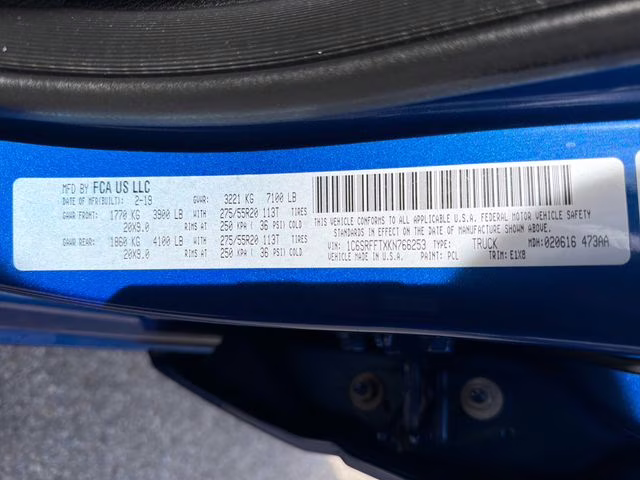 MFD BY FCA US LLC
DATE OF MFR(BUILT): 2-19 GVWR: 3221 KG 7100 LB
GAWR FRONT: 1770 KG 3900 LB WITH 275/55R20 113T TIRES
20X9.0 RIMS AT 250 KPA ( 36 PSI) COLD
GAWR REAR: 1860 KG 4100 LB WITH 275/55R20 113T TIRES
20X9.0 RIMS AT 250 KPA ( 36 PSI) COLD
THIS VEHICLE CONFORMS TO ALL APPLICABLE U.S.A. FEDERAL MOTOR VEHICLE SAFETY
STANDARDS IN EFFECT ON THE DATE OF MANUFACTURE SHOWN ABOVE.
VIN: 1C6SRFFTXKN766253 TYPE: TRUCK MDH: 020616 473AA
VEHICLE MADE IN U.S.A. PAINT: PCL TRIM: E1X8